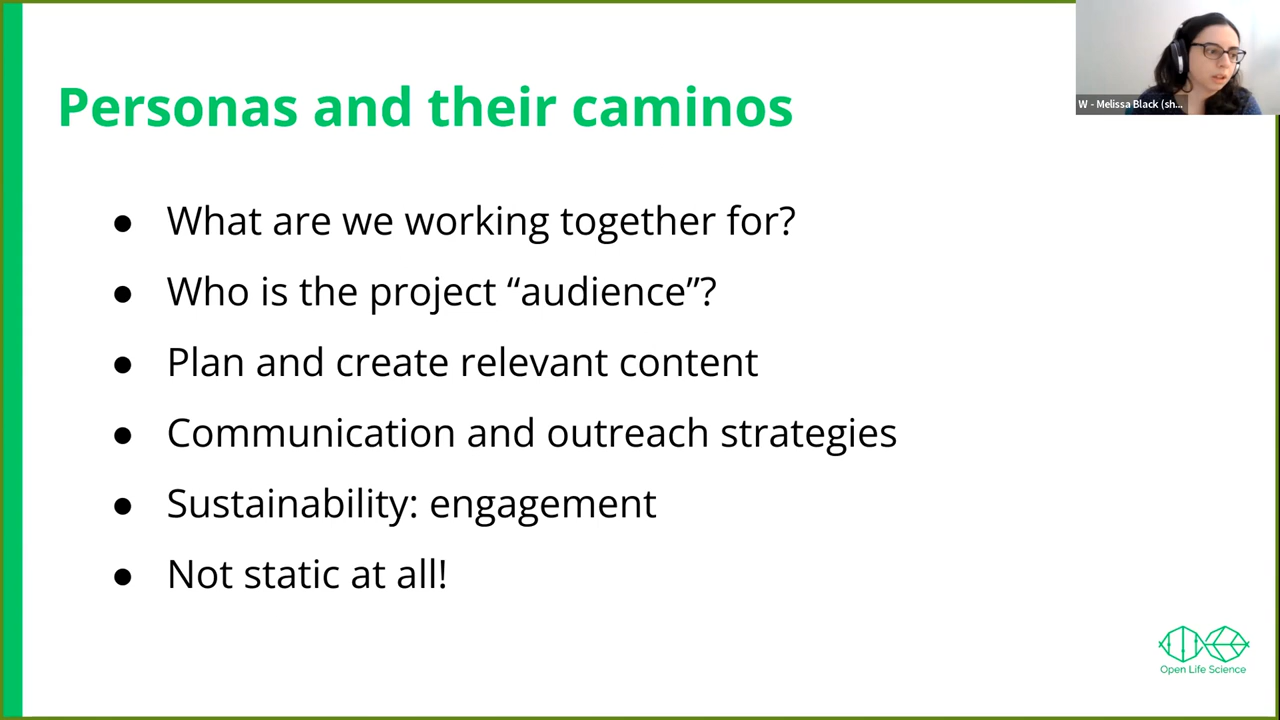 Personas and their caminos
W - Melissa Black (sh...
● What are we working together for?
● Who is the project “audience”?
● Plan and create relevant content
● Communication and outreach strategies
● Sustainability: engagement
● Not static at all!
Open Life Science